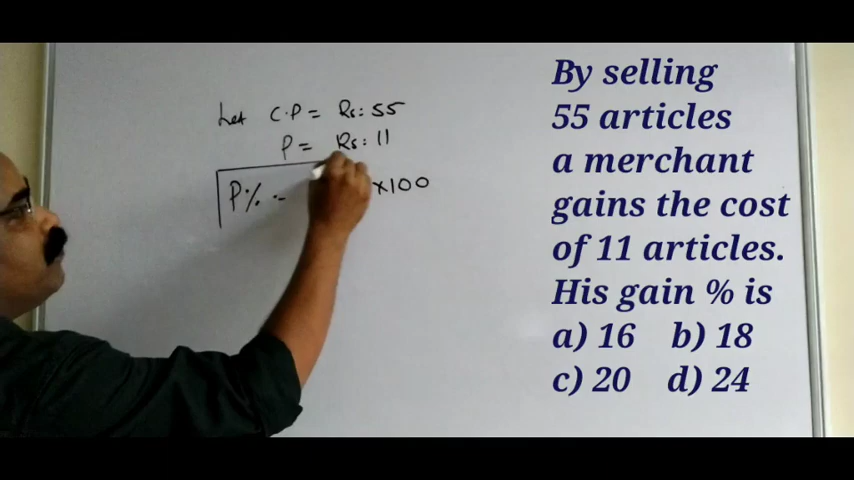 Let C.P = Rs: 55
P = Rs: 11
P% = ×100
By selling
55 articles
a merchant
gains the cost
of 11 articles.
His gain % is
a) 16 b) 18
c) 20 d) 24